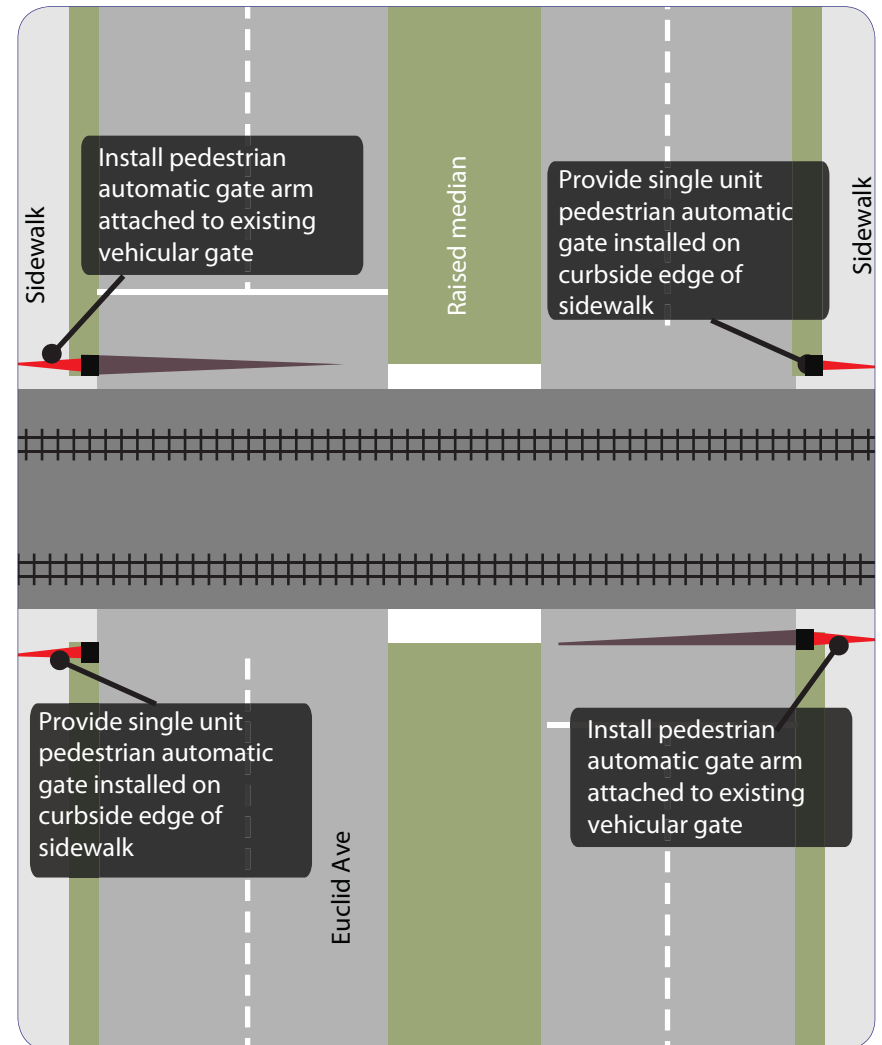 Install pedestrian
automatic gate arm
attached to existing
vehicular gate
Provide single unit
pedestrian automatic
gate installed on
curbside edge of
sidewalk
Sidewalk
Raised median
Sidewalk
Provide single unit
pedestrian automatic
gate installed on
curbside edge of
sidewalk
Install pedestrian
automatic gate arm
attached to existing
vehicular gate
Euclid Ave